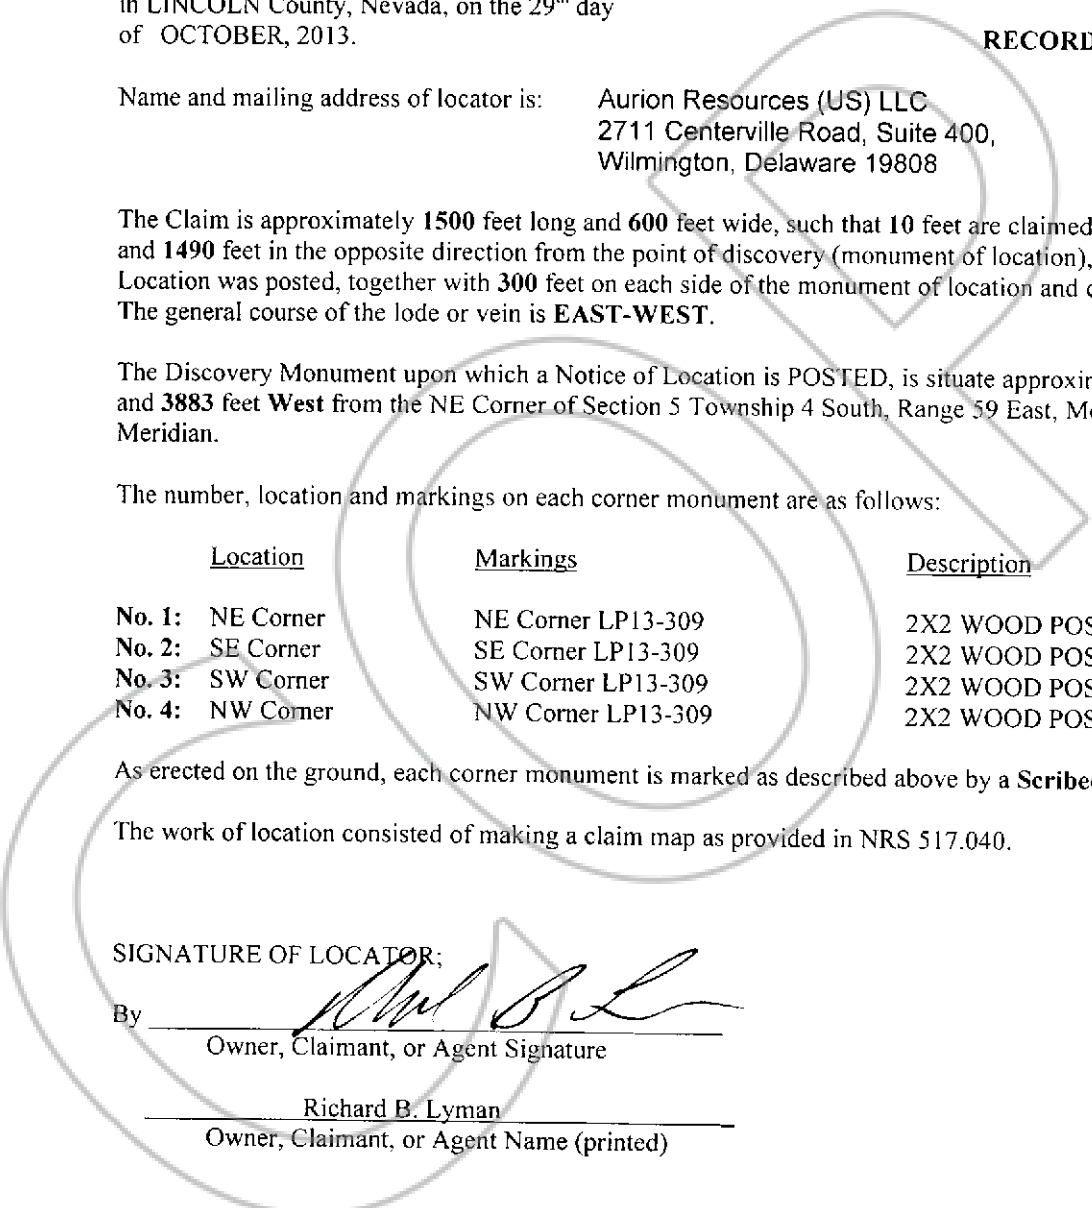 in LINCOLN County, Nevada, on the 29th day
of OCTOBER, 2013.
RECORD
Name and mailing address of locator is: Aurion Resources (US) LLC
2711 Centerville Road, Suite 400,
Wilmington, Delaware 19808
The Claim is approximately 1500 feet long and 600 feet wide, such that 10 feet are claimed
and 1490 feet in the opposite direction from the point of discovery (monument of location),
Location was posted, together with 300 feet on each side of the monument of location and
The general course of the lode or vein is EAST-WEST.
The Discovery Monument upon which a Notice of Location is POSTED, is situate approxi
and 3883 feet West from the NE Corner of Section 5 Township 4 South, Range 59 East, M
Meridian.
The number, location and markings on each corner monument are as follows:
Location Markings Description
No. 1: NE Corner NE Corner LP13-309 2X2 WOOD POS
No. 2: SE Corner SE Corner LP13-309 2X2 WOOD POS
No. 3: SW Corner SW Corner LP13-309 2X2 WOOD POS
No. 4: NW Corner NW Corner LP13-309 2X2 WOOD POS
As erected on the ground, each corner monument is marked as described above by a Scribe
The work of location consisted of making a claim map as provided in NRS 517.040.
SIGNATURE OF LOCATOR;
By
Owner, Claimant, or Agent Signature
Richard B. Lyman
Owner, Claimant, or Agent Name (printed)
COP